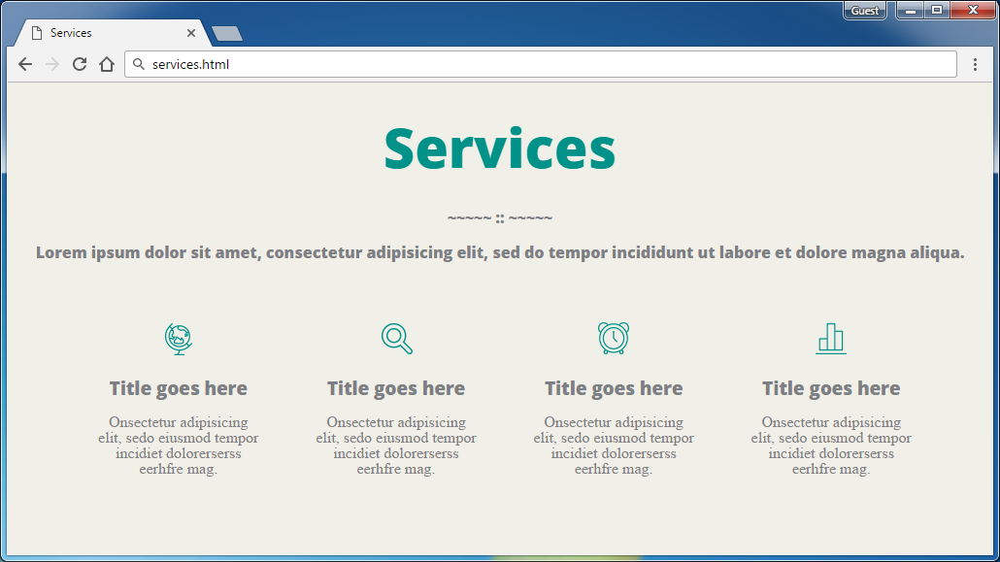 Guest
Services
services.html
Services
~~~~~ :: ~~~~~
Lorem ipsum dolor sit amet, consectetur adipisicing elit, sed do tempor incididunt ut labore et dolore magna aliqua.
Title goes here
Onsectetur adipisicing
elit, sedo eiusmod tempor
incidiet dolorerserss
eerhfre mag.
Title goes here
Onsectetur adipisicing
elit, sedo eiusmod tempor
incidiet dolorerserss
eerhfre mag.
Title goes here
Onsectetur adipisicing
elit, sedo eiusmod tempor
incidiet dolorerserss
eerhfre mag.
Title goes here
Onsectetur adipisicing
elit, sedo eiusmod tempor
incidiet dolorerserss
eerhfre mag.